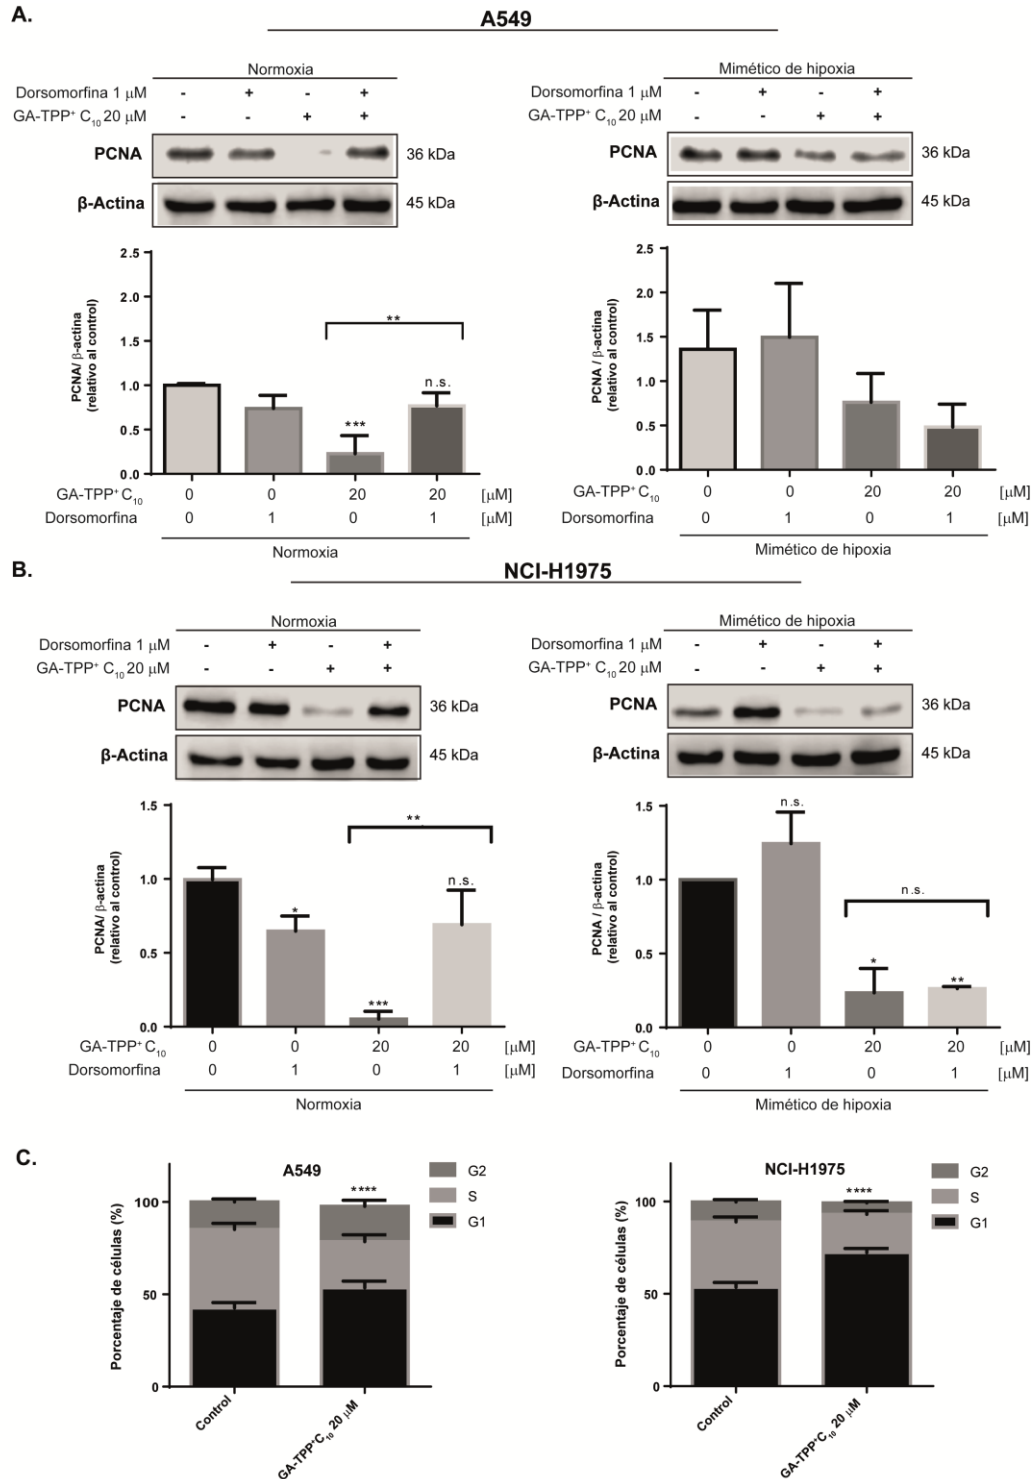 A.
A549
Normoxia
Dorsomorfina 1 μM - + - +
GA-TPP⁺ C₁₀ 20 μM - - + +
PCNA 36 kDa
β-Actina 45 kDa
PCNA/ β-actina
(relativo al control)
2.5
2.0
1.5
1.0
0.5
0.0
**
***
n.s.
GA-TPP⁺C₁₀ 0 0 20 20 [μM]
Dorsomorfina 0 1 0 1 [μM]
Normoxia
Mimético de hipoxia
Dorsomorfina 1 μM - + - +
GA-TPP⁺ C₁₀ 20 μM - - + +
PCNA 36 kDa
β-Actina 45 kDa
PCNA / β-actina
(relativo al control)
2.5
2.0
1.5
1.0
0.5
0.0
GA-TPP⁺C₁₀ 0 0 20 20 [μM]
Dorsomorfina 0 1 0 1 [μM]
Mimético de hipoxia
B.
NCI-H1975
Normoxia
Dorsomorfina 1 μM - + - +
GA-TPP⁺ C₁₀ 20 μM - - + +
PCNA 36 kDa
β-Actina 45 kDa
PCNA/ β-actina
(relativo al control)
1.5
1.0
0.5
0.0
**
*
***
n.s.
GA-TPP⁺C₁₀ 0 0 20 20 [μM]
Dorsomorfina 0 1 0 1 [μM]
Normoxia
Mimético de hipoxia
Dorsomorfina 1 μM - + - +
GA-TPP⁺ C₁₀ 20 μM - - + +
PCNA 36 kDa
β-Actina 45 kDa
PCNA / β-actina
(relativo al control)
1.5
1.0
0.5
0.0
n.s.
n.s.
*
**
GA-TPP⁺C₁₀ 0 0 20 20 [μM]
Dorsomorfina 0 1 0 1 [μM]
Mimético de hipoxia
C.
A549
****
Porcentaje de células (%)
100
50
0
G2
S
G1
Control
GA-TPP⁺C₁₀ 20 μM
NCI-H1975
****
Porcentaje de células (%)
100
50
0
G2
S
G1
Control
GA-TPP⁺C₁₀ 20 μM